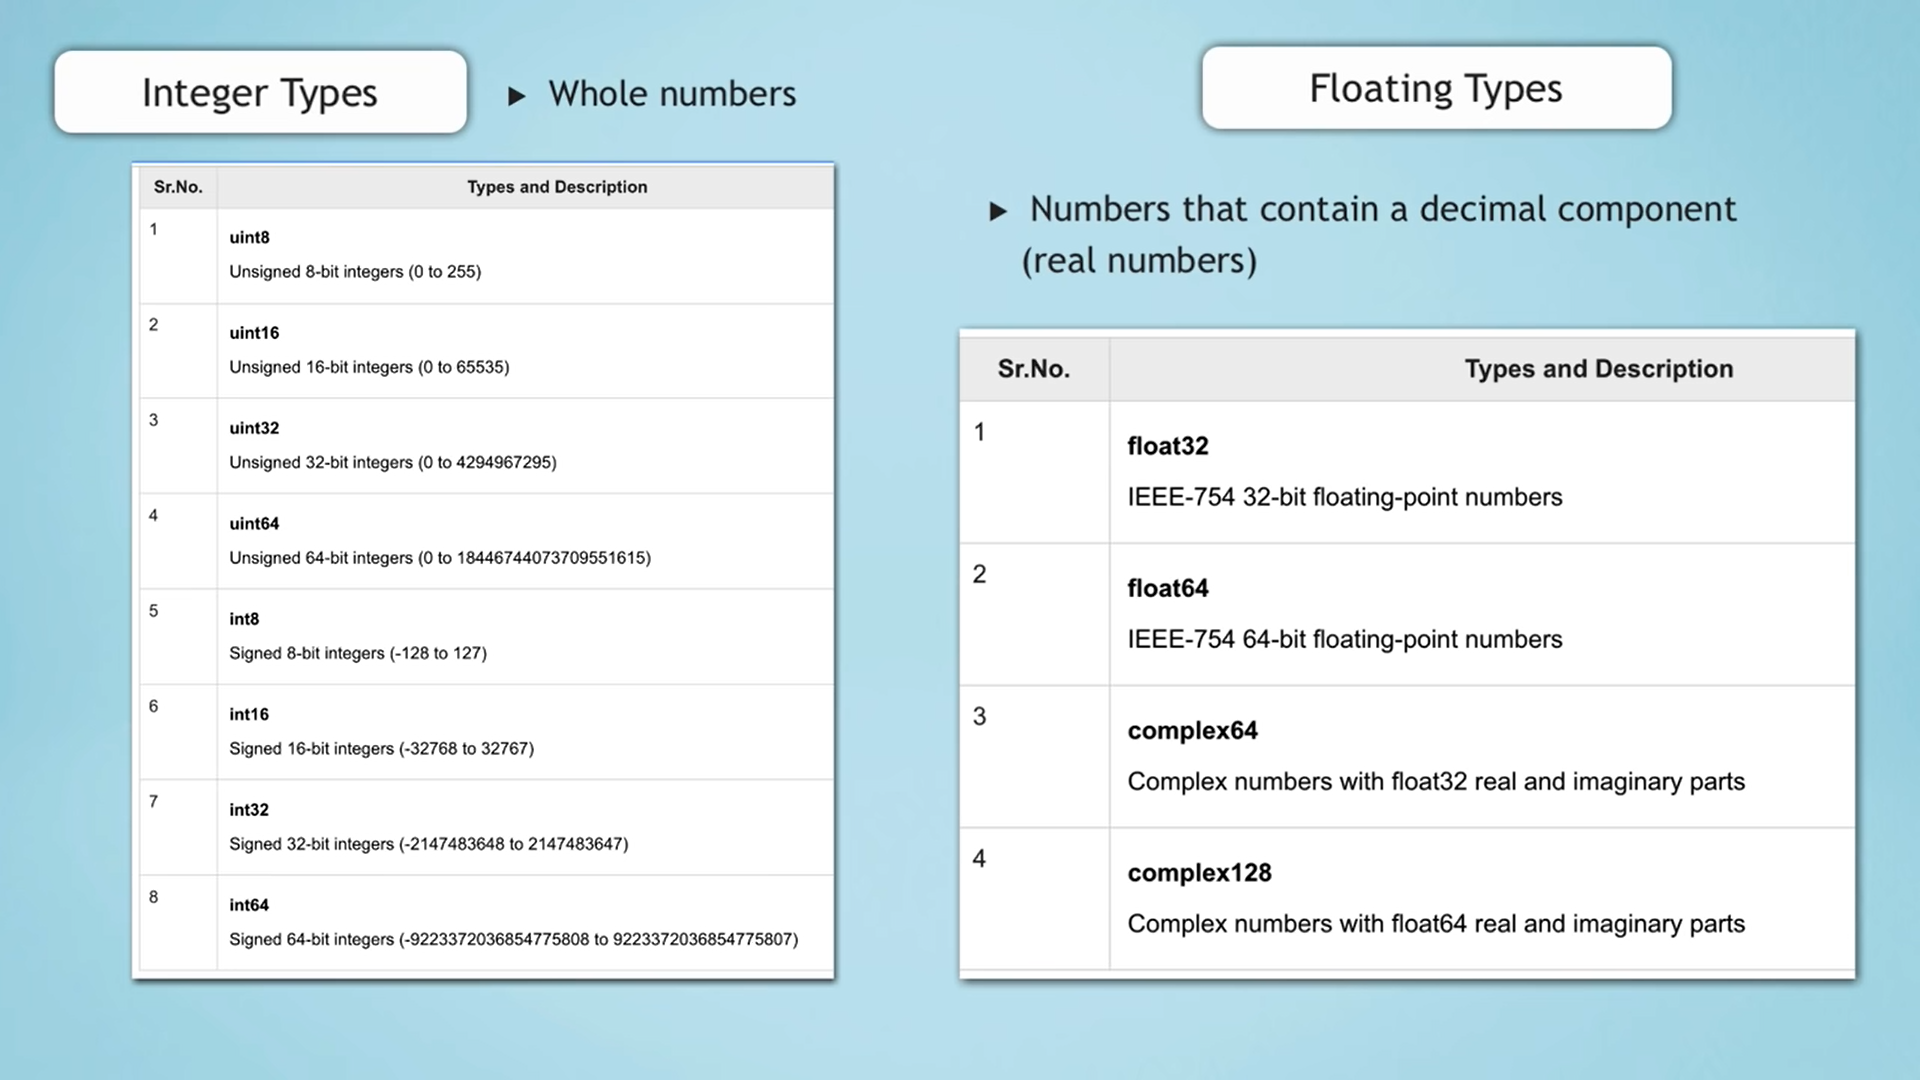 Integer Types
► Whole numbers
Sr.No. Types and Description
1
uint8
Unsigned 8-bit integers (0 to 255)
2
uint16
Unsigned 16-bit integers (0 to 65535)
3
uint32
Unsigned 32-bit integers (0 to 4294967295)
4
uint64
Unsigned 64-bit integers (0 to 18446744073709551615)
5
int8
Signed 8-bit integers (-128 to 127)
6
int16
Signed 16-bit integers (-32768 to 32767)
7
int32
Signed 32-bit integers (-2147483648 to 2147483647)
8
int64
Signed 64-bit integers (-9223372036854775808 to 9223372036854775807)
Floating Types
► Numbers that contain a decimal component
(real numbers)
Sr.No. Types and Description
1
float32
IEEE-754 32-bit floating-point numbers
2
float64
IEEE-754 64-bit floating-point numbers
3
complex64
Complex numbers with float32 real and imaginary parts
4
complex128
Complex numbers with float64 real and imaginary parts